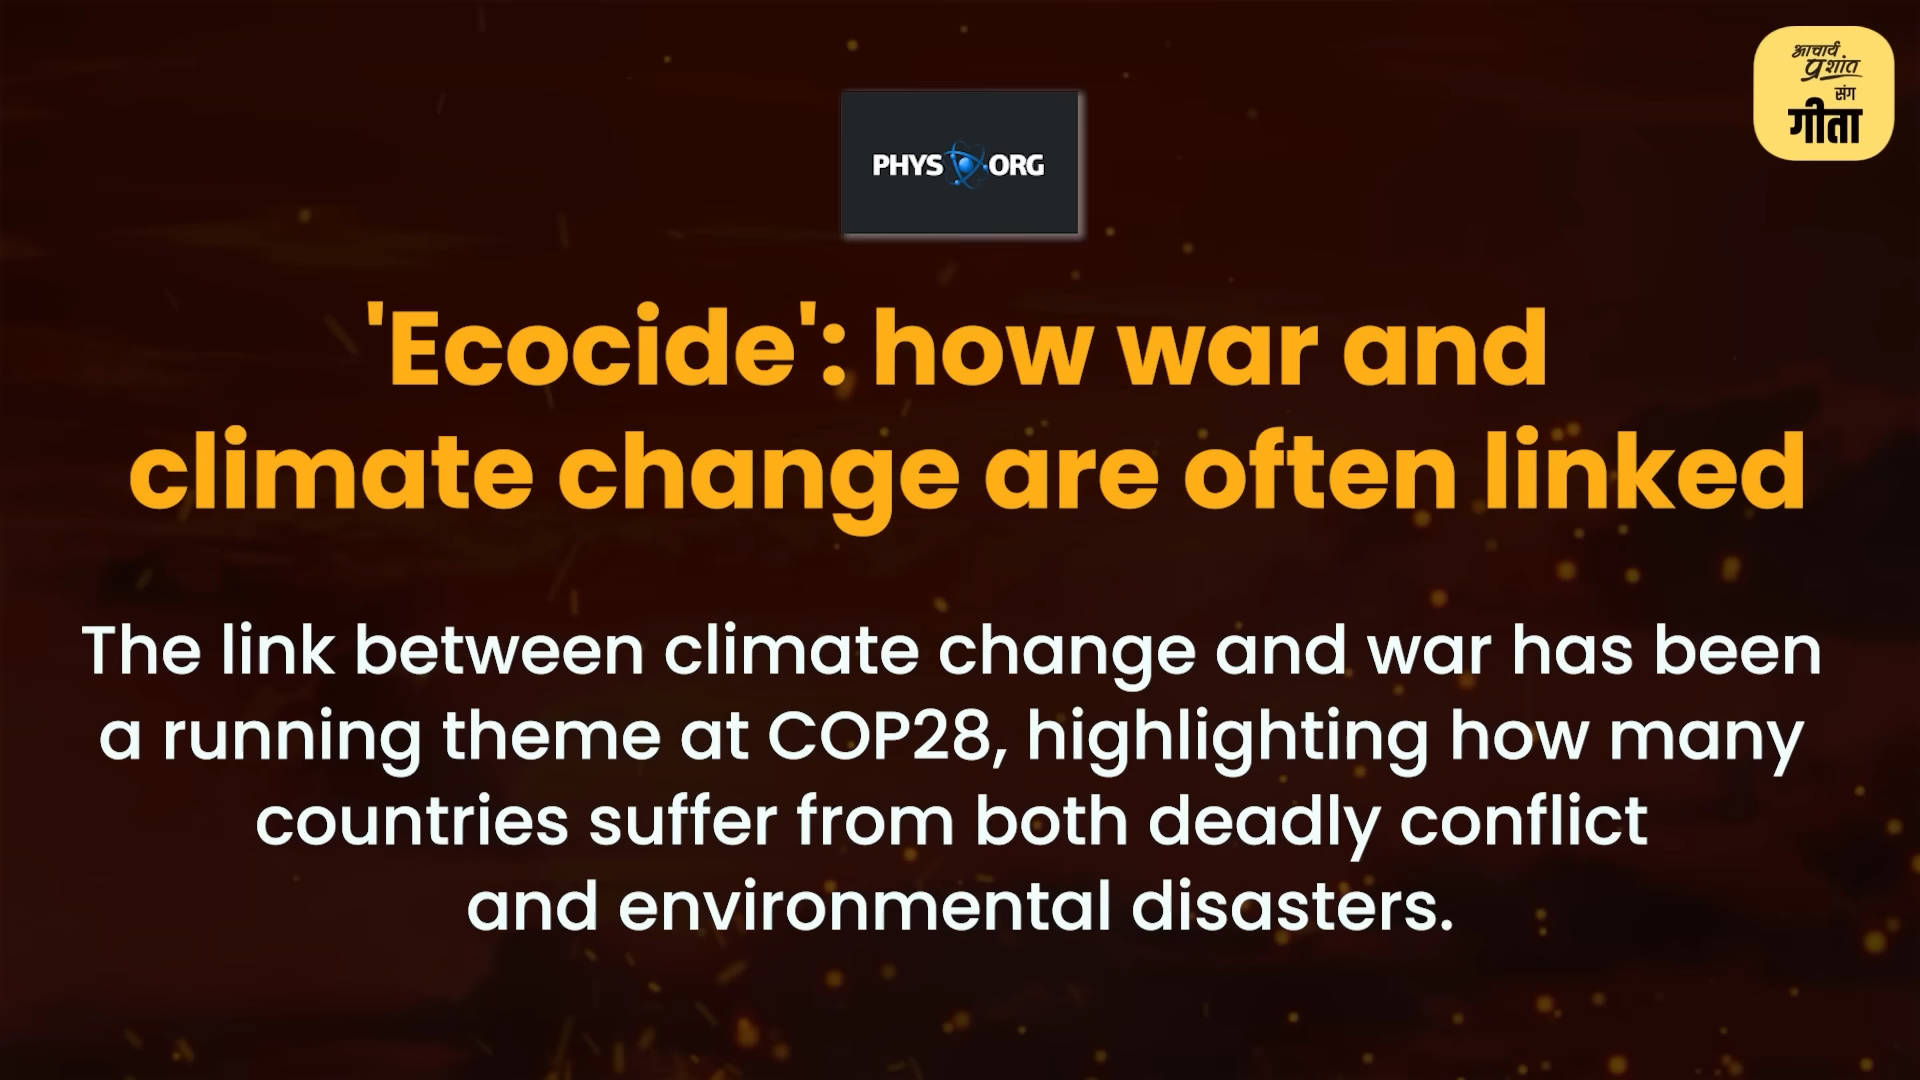 आचार्य
प्रशांत
संग
गीता
PHYS ORG
'Ecocide': how war and
climate change are often linked
The link between climate change and war has been
a running theme at COP28, highlighting how many
countries suffer from both deadly conflict
and environmental disasters.